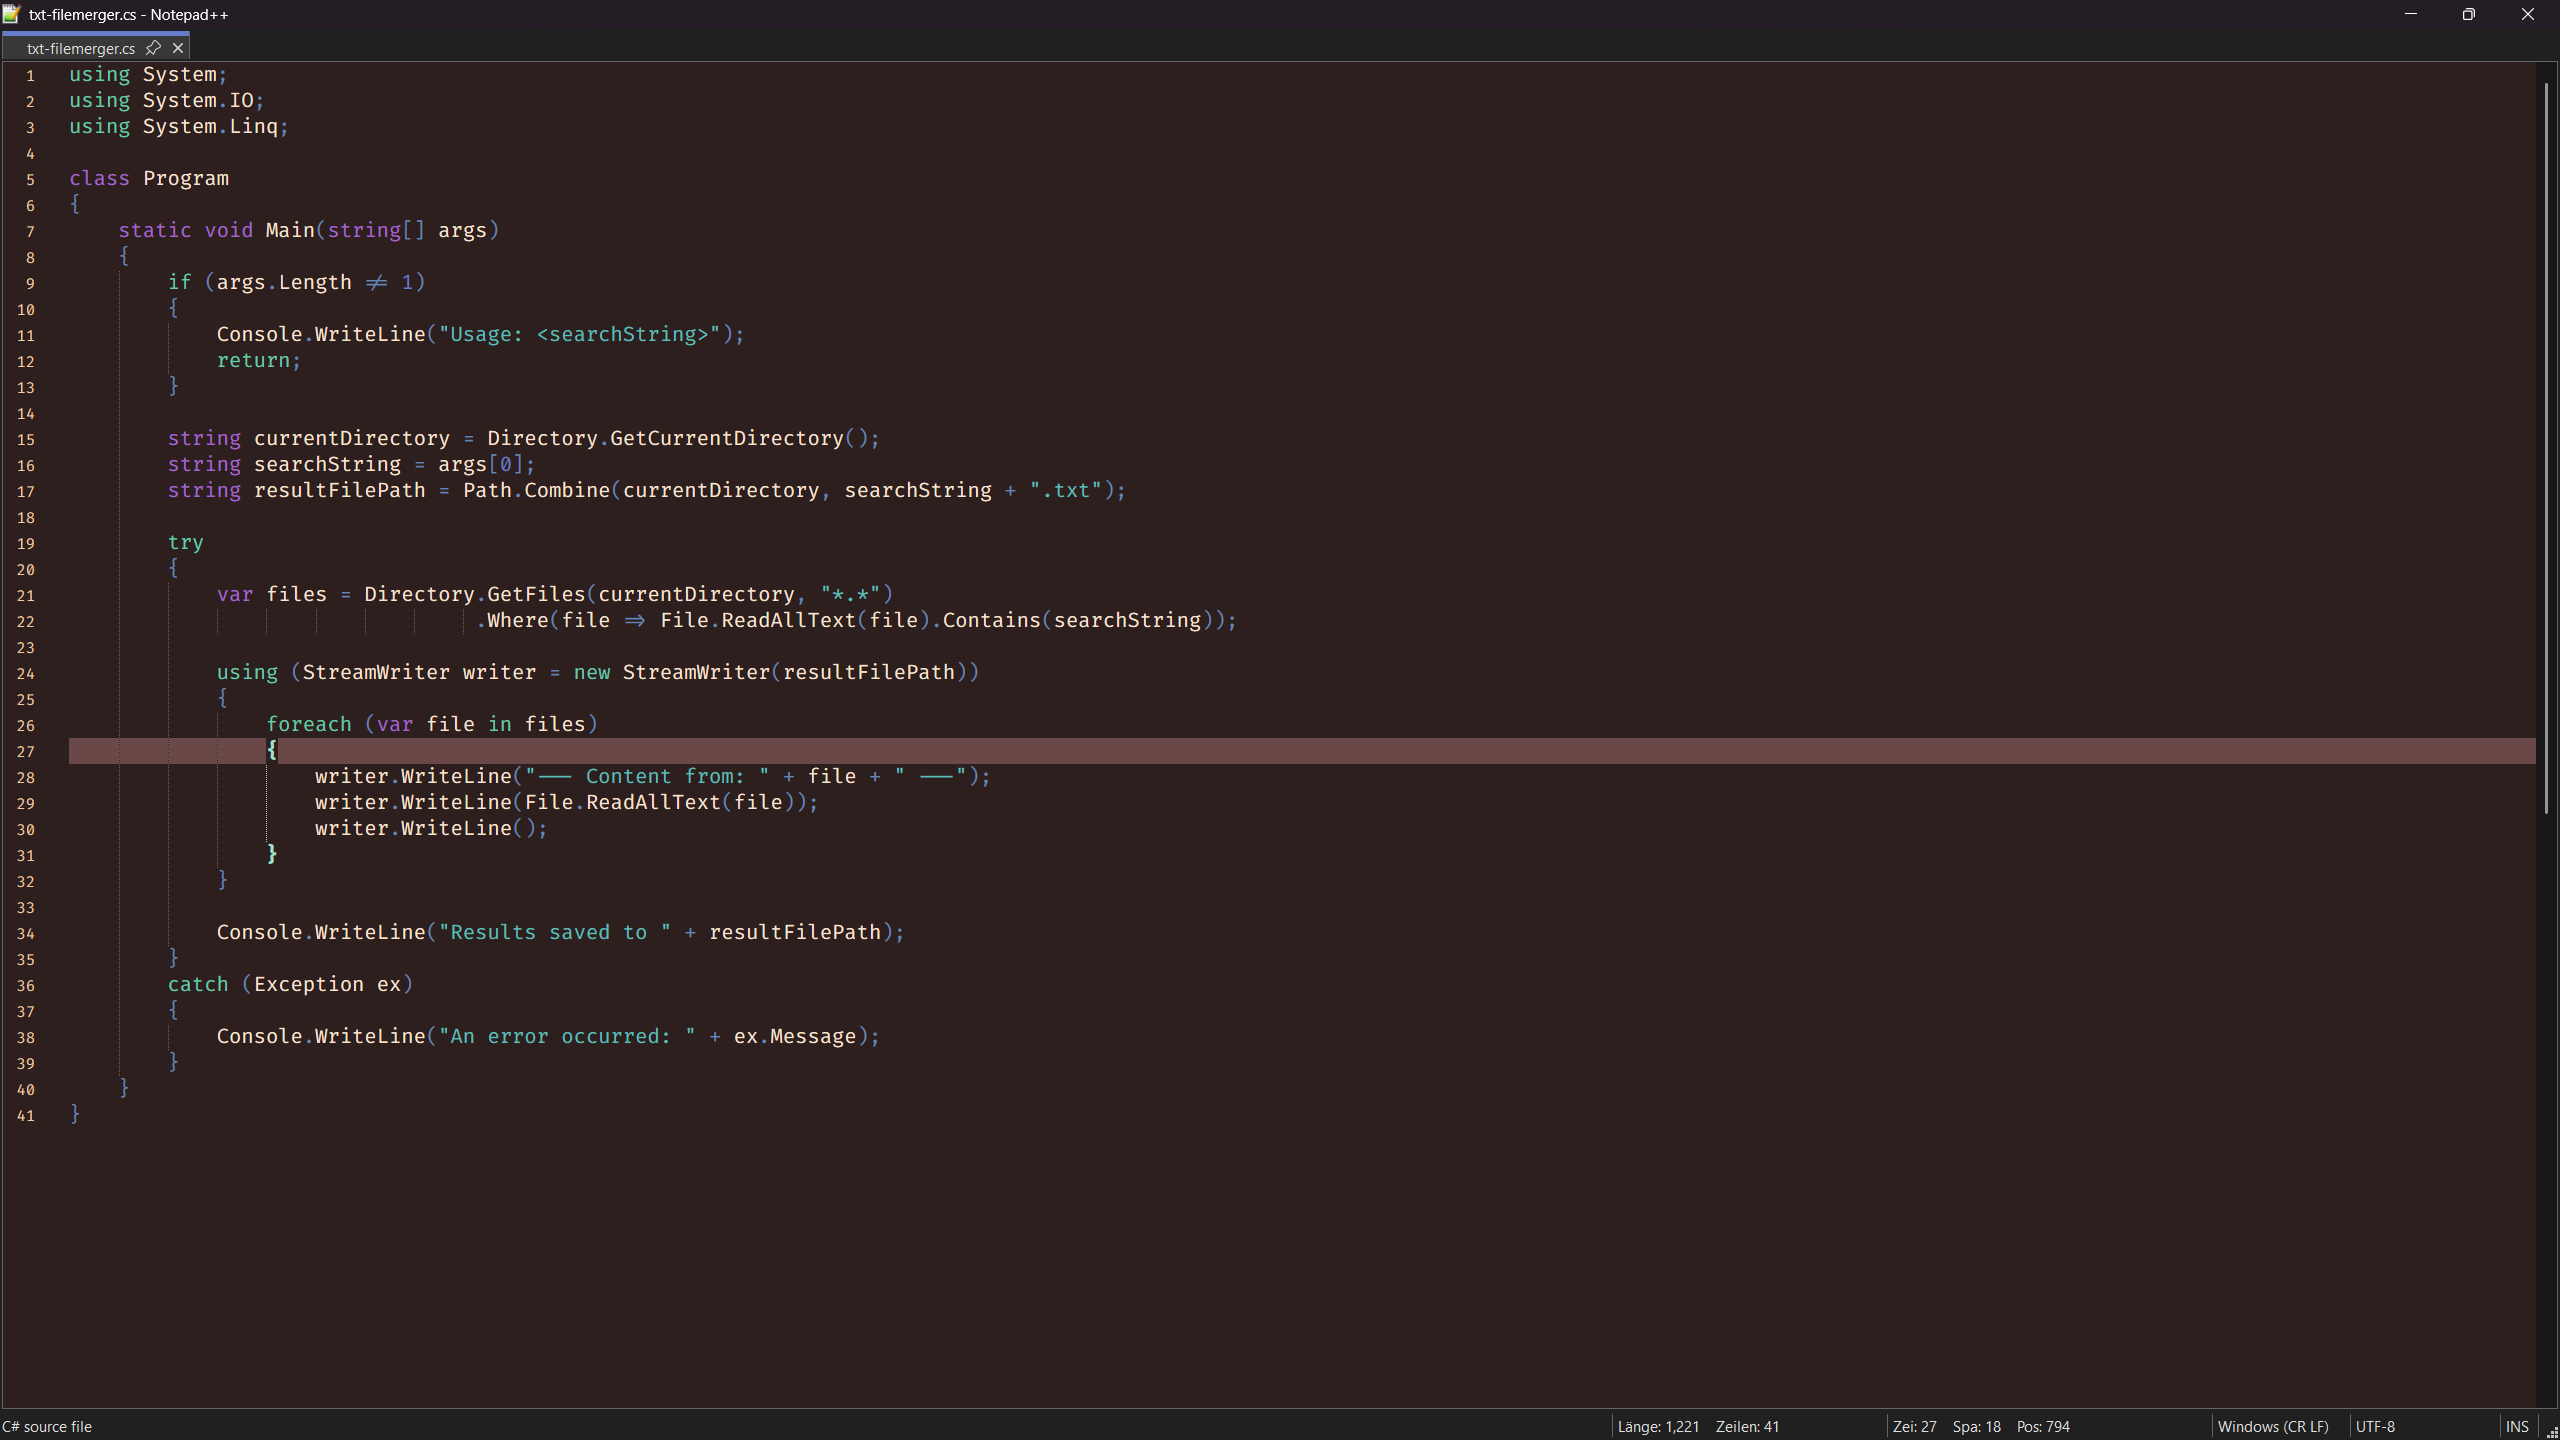 txt-filemerger.cs - Notepad++
txt-filemerger.cs
1 using System;
2 using System.IO;
3 using System.Linq;
4
5 class Program
6 {
7     static void Main(string[] args)
8     {
9         if (args.Length != 1)
10         {
11             Console.WriteLine("Usage: <searchString>");
12             return;
13         }
14
15         string currentDirectory = Directory.GetCurrentDirectory();
16         string searchString = args[0];
17         string resultFilePath = Path.Combine(currentDirectory, searchString + ".txt");
18
19         try
20         {
21             var files = Directory.GetFiles(currentDirectory, "*.*")
22                                  .Where(file => File.ReadAllText(file).Contains(searchString));
23
24             using (StreamWriter writer = new StreamWriter(resultFilePath))
25             {
26                 foreach (var file in files)
27                 {
28                     writer.WriteLine("--- Content from: " + file + " ---");
29                     writer.WriteLine(File.ReadAllText(file));
30                     writer.WriteLine();
31                 }
32             }
33
34             Console.WriteLine("Results saved to " + resultFilePath);
35         }
36         catch (Exception ex)
37         {
38             Console.WriteLine("An error occurred: " + ex.Message);
39         }
40     }
41 }
C# source file Länge: 1,221 Zeilen: 41 Zei: 27 Spa: 18 Pos: 794 Windows (CR LF) UTF-8 INS